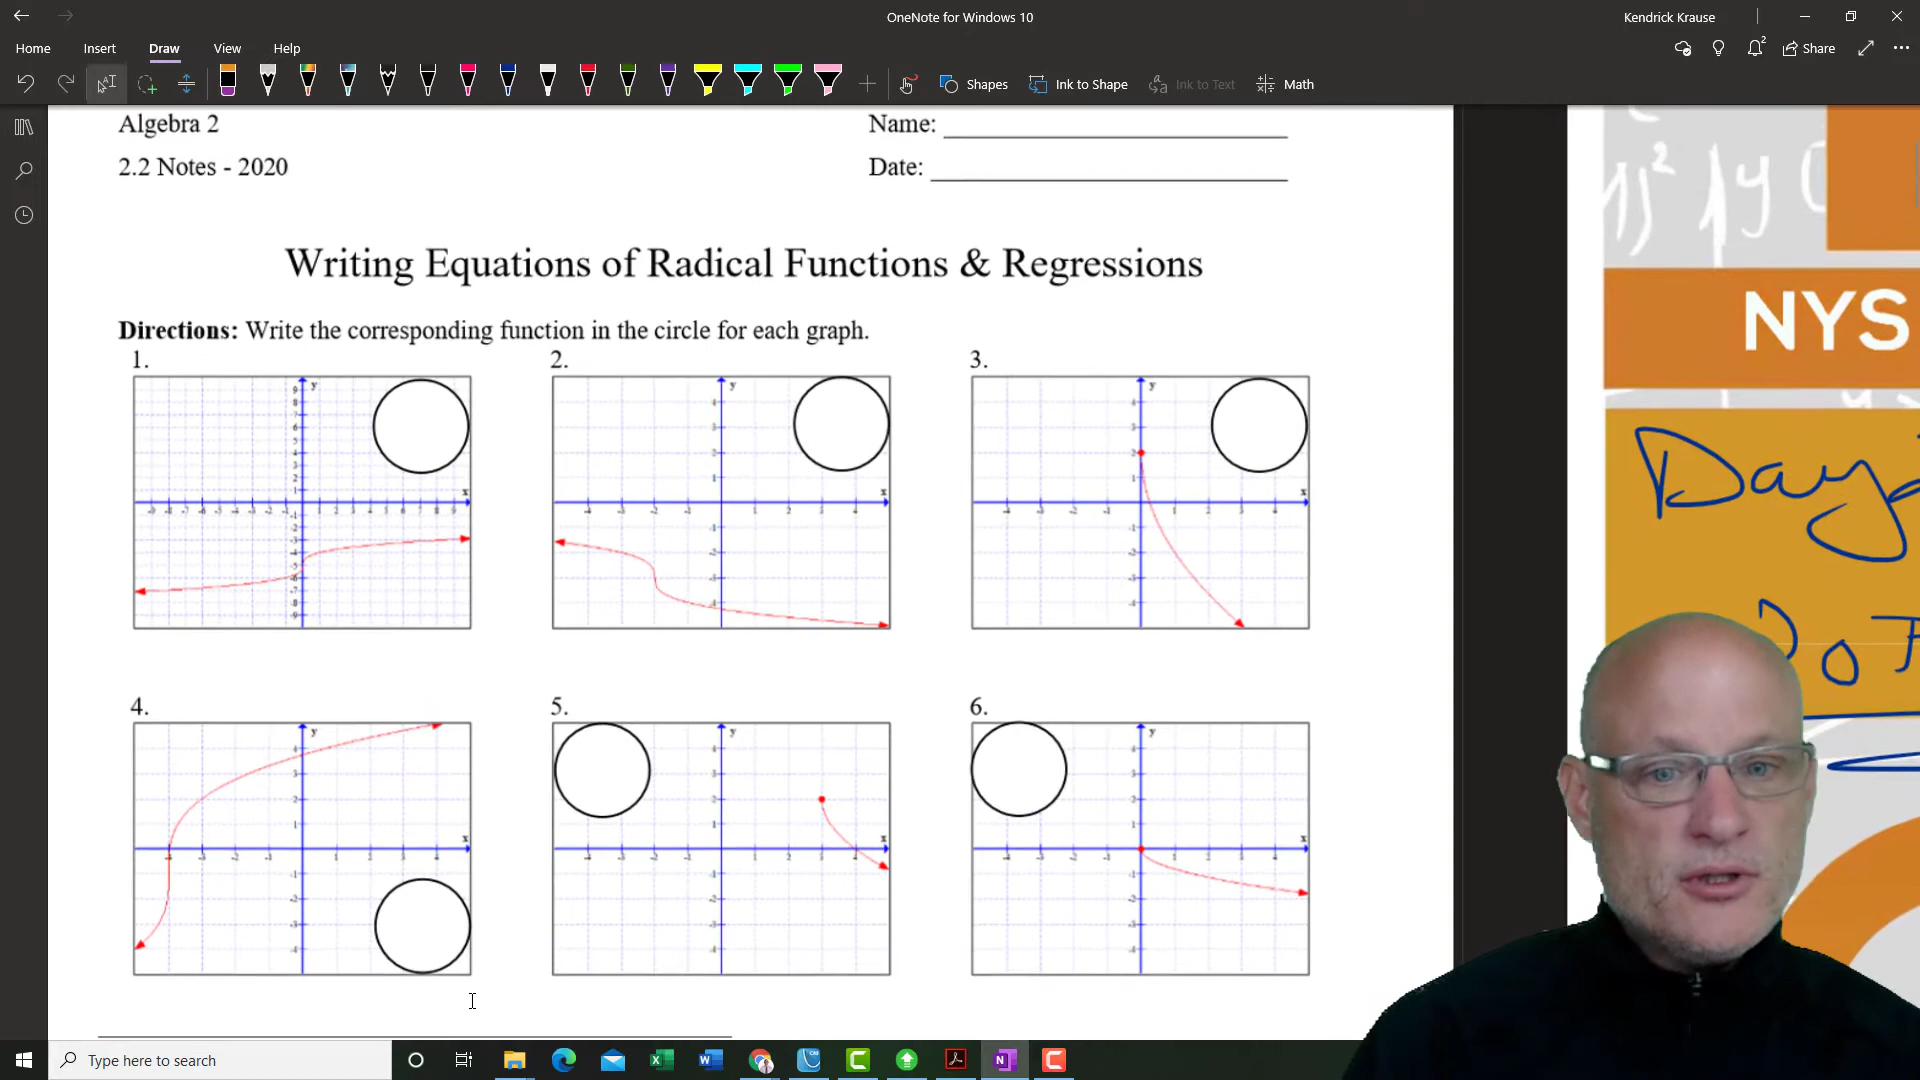 OneNote for Windows 10
Kendrick Krause
Home Insert Draw View Help
Share
Shapes Ink to Shape Ink to Text Math
Algebra 2
Name:
2.2 Notes - 2020
Date:
Writing Equations of Radical Functions & Regressions
Directions: Write the corresponding function in the circle for each graph.
1. 2. 3.
y y y
x x x
4. 5. 6.
y y y
x x x
NYS
Day
Type here to search